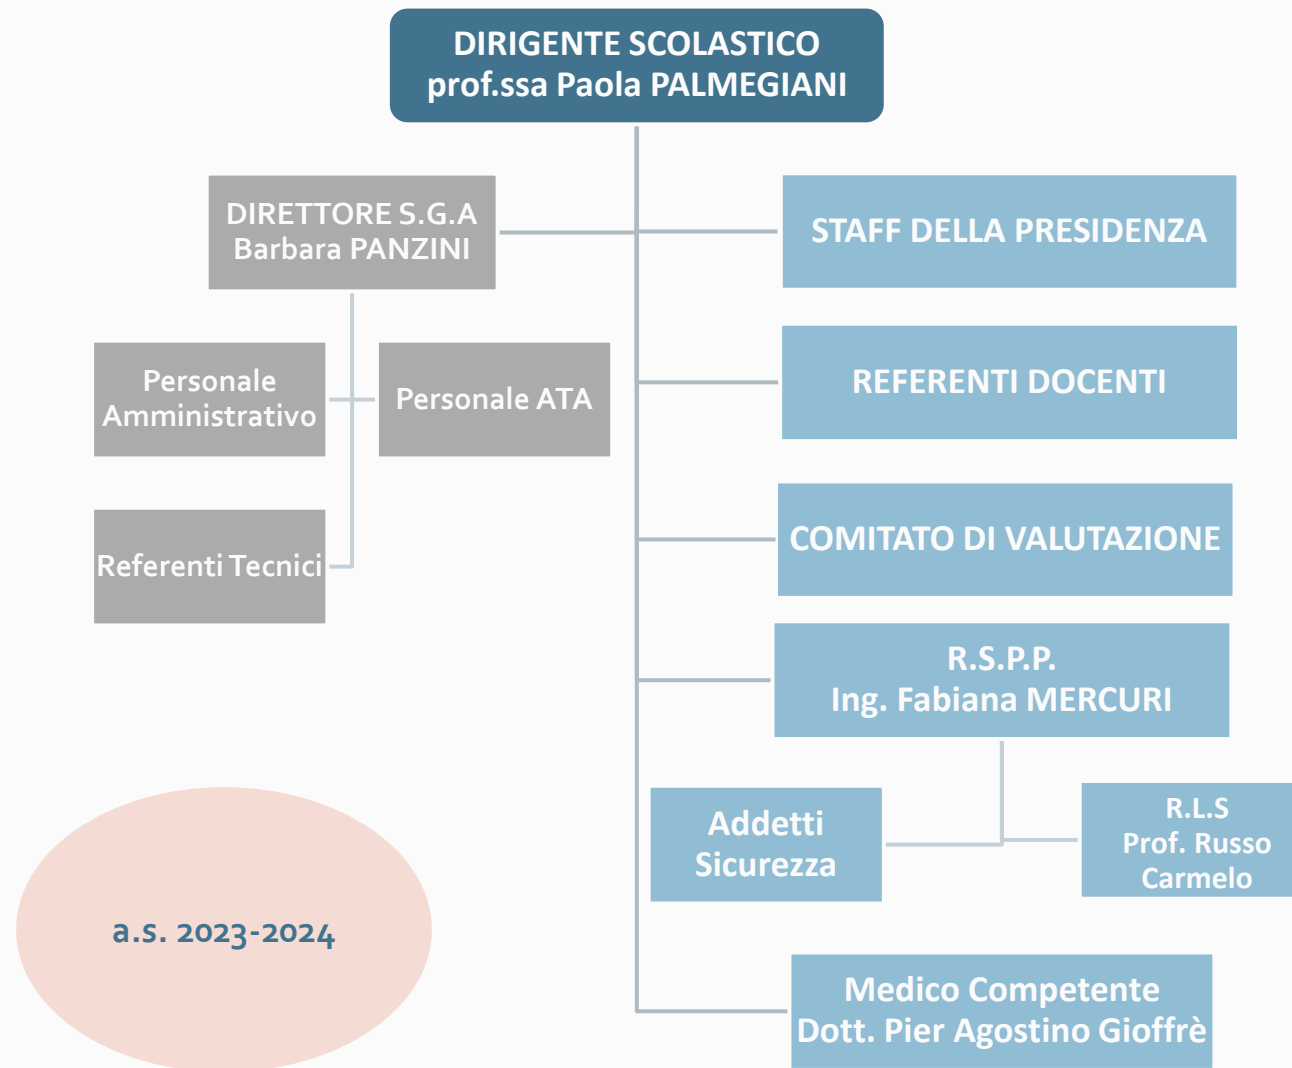 DIRIGENTE SCOLASTICO
prof.ssa Paola PALMEGIANI
DIRETTORE S.G.A
Barbara PANZINI
STAFF DELLA PRESIDENZA
Personale
Amministrativo
Personale ATA
REFERENTI DOCENTI
Referenti Tecnici
COMITATO DI VALUTAZIONE
R.S.P.P.
Ing. Fabiana MERCURI
Addetti
Sicurezza
R.L.S
Prof. Russo
Carmelo
a.s. 2023-2024
Medico Competente
Dott. Pier Agostino Gioffrè